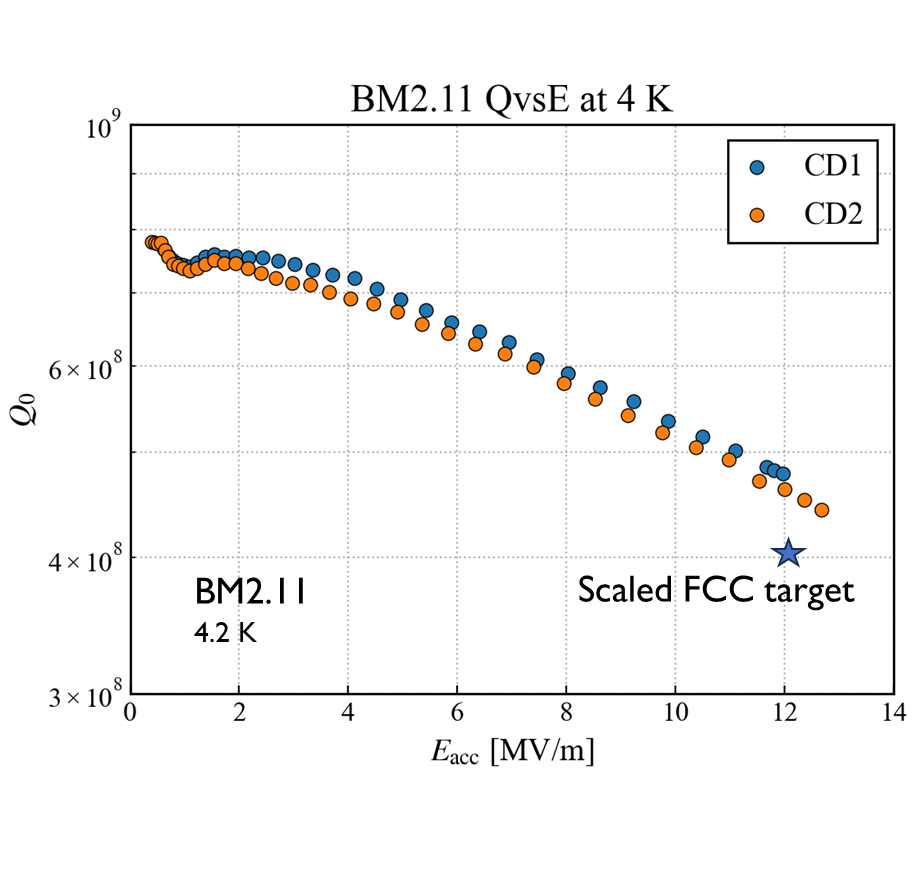 BM2.11 QvsE at 4 K
10⁹
CD1
CD2
6 × 10⁸
Q₀
4 × 10⁸
BM2.11
Scaled FCC target
4.2 K
3 × 10⁸
0 2 4 6 8 10 12 14
Eacc [MV/m]